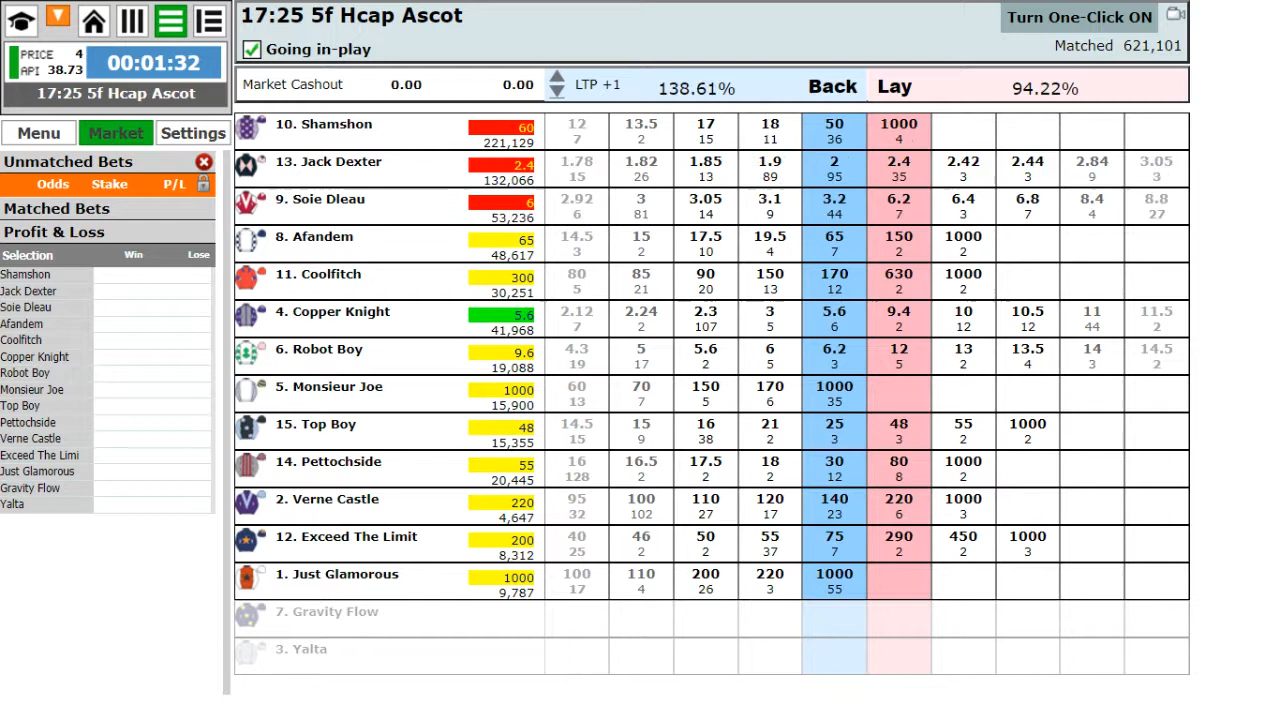 17:25 5f Hcap Ascot
Turn One-Click ON
Going in-play
Matched 621,101
PRICE 4
API 38.73
00:01:32
17:25 5f Hcap Ascot
Market Cashout 0.00 0.00 LTP +1 138.61% Back Lay 94.22%
Menu Market Settings
Unmatched Bets
Odds Stake P/L
Matched Bets
Profit & Loss
Selection Win Lose
Shamshon
Jack Dexter
Soie Dleau
Afandem
Coolfitch
Copper Knight
Robot Boy
Monsieur Joe
Top Boy
Pettochside
Verne Castle
Exceed The Limi
Just Glamorous
Gravity Flow
Yalta
10. Shamshon 60 12 13.5 17 18 50 1000
221,129 7 2 15 11 36 4
13. Jack Dexter 2.4 1.78 1.82 1.85 1.9 2 2.4 2.42 2.44 2.84 3.05
132,066 15 26 13 89 95 35 3 3 9 3
9. Soie Dleau 6 2.92 3 3.05 3.1 3.2 6.2 6.4 6.8 8.4 8.8
53,236 6 81 14 9 44 7 3 7 4 27
8. Afandem 65 14.5 15 17.5 19.5 65 150 1000
48,617 3 2 10 4 7 2 2
11. Coolfitch 300 80 85 90 150 170 630 1000
30,251 5 21 20 13 12 2 2
4. Copper Knight 5.6 2.12 2.24 2.3 3 5.6 9.4 10 10.5 11 11.5
41,968 7 2 107 5 6 2 12 12 44 2
6. Robot Boy 9.6 4.3 5 5.6 6 6.2 12 13 13.5 14 14.5
19,088 19 17 2 5 3 5 2 4 3 2
5. Monsieur Joe 1000 60 70 150 170 1000
15,900 13 7 5 6 35
15. Top Boy 48 14.5 15 16 21 25 48 55 1000
15,355 15 9 38 2 3 3 2 2
14. Pettochside 55 16 16.5 17.5 18 30 80 1000
20,445 128 2 2 2 12 8 2
2. Verne Castle 220 95 100 110 120 140 220 1000
4,647 32 102 27 17 23 6 3
12. Exceed The Limit 200 40 46 50 55 75 290 450 1000
8,312 25 2 2 37 7 2 2 3
1. Just Glamorous 1000 100 110 200 220 1000
9,787 17 4 26 3 55
7. Gravity Flow
3. Yalta